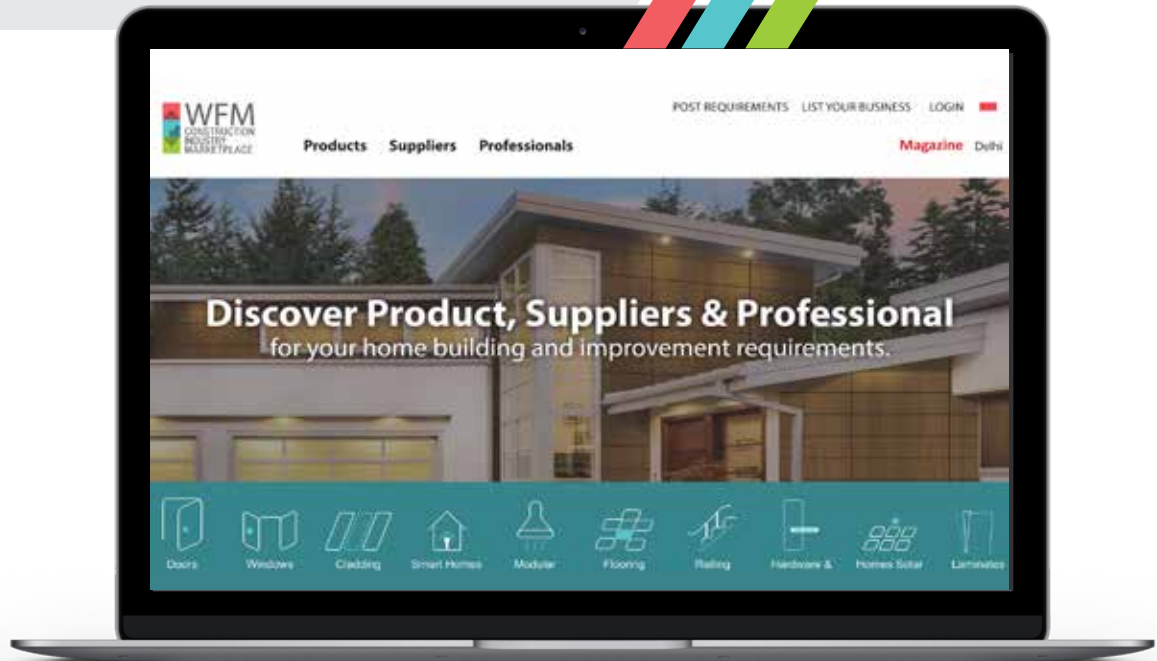 WFM
CONSTRUCTION
INDUSTRY
MARKETPLACE
POST REQUIREMENTS LIST YOUR BUSINESS LOGIN
Products Suppliers Professionals
Magazine Delhi
Discover Product, Suppliers & Professional
for your home building and improvement requirements.
Doors Windows Cladding Smart Homes Modular Flooring Railing Hardware & Homes Solar Laminates